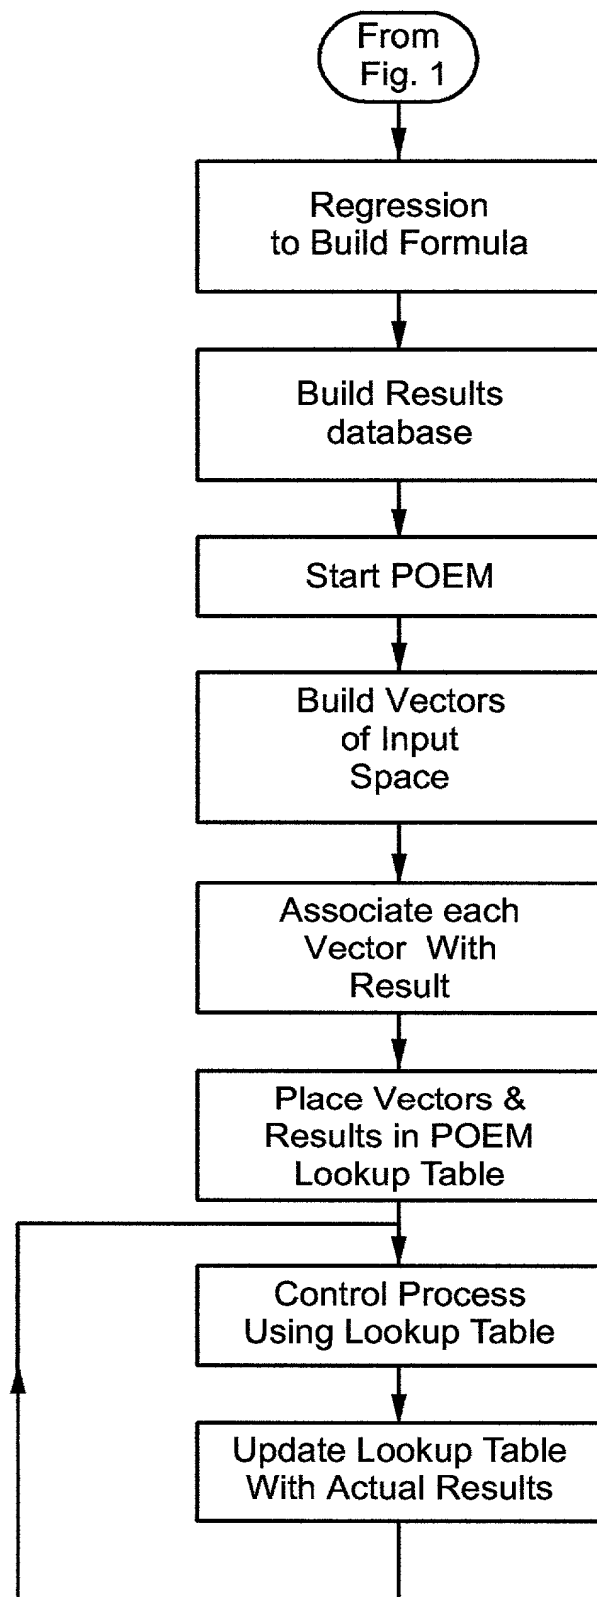 From
Fig. 1
Regression
to Build Formula
Build Results
database
Start POEM
Build Vectors
of Input
Space
Associate each
Vector With
Result
Place Vectors &
Results in POEM
Lookup Table
Control Process
Using Lookup Table
Update Lookup Table
With Actual Results